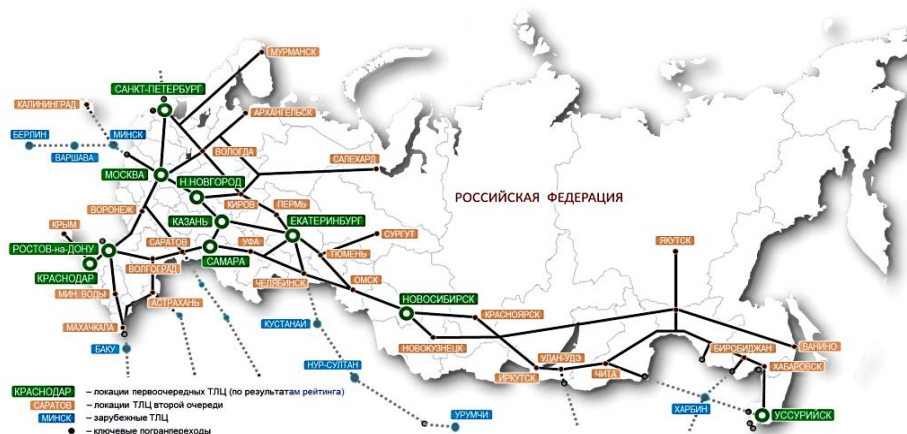 МУРМАНСК
САНКТ-ПЕТЕРБУРГ
КАЛИНИНГРАД
АРХАНГЕЛЬСК
БЕРЛИН
МИНСК
ВАРШАВА
ВОЛОГДА
САЛЕХАРД
МОСКВА
Н.НОВГОРОД
КИРОВ
ПЕРМЬ
РОССИЙСКАЯ ФЕДЕРАЦИЯ
ВОРОНЕЖ
КАЗАНЬ
ЕКАТЕРИНБУРГ
КРЫМ
СУРГУТ
ЯКУТСК
РОСТОВ-на-ДОНУ
САРАТОВ
УФА
ТЮМЕНЬ
КРАСНОДАР
ВОЛГОГРАД
САМАРА
ЧЕЛЯБИНСК
ОМСК
МИН. ВОДЫ
АСТРАХАНЬ
НОВОСИБИРСК
КРАСНОЯРСК
МАХАЧКАЛА
КУСТАНАЙ
БАКУ
НОВОКУЗНЕЦК
УДАН-УДЭ
БИРОБИДЖАН
ВАНИНО
НУР-СУЛТАН
ИРКУТСК
ЧИТА
ХАБАРОВСК
КРАСНОДАР – локации первоочередных ТЛЦ (по результатам рейтинга)
САРАТОВ – локации ТЛЦ второй очереди
МИНСК – зарубежные ТЛЦ
– ключевые погранпереходы
УРУМЧИ
ХАРБИН
УССУРИЙСК